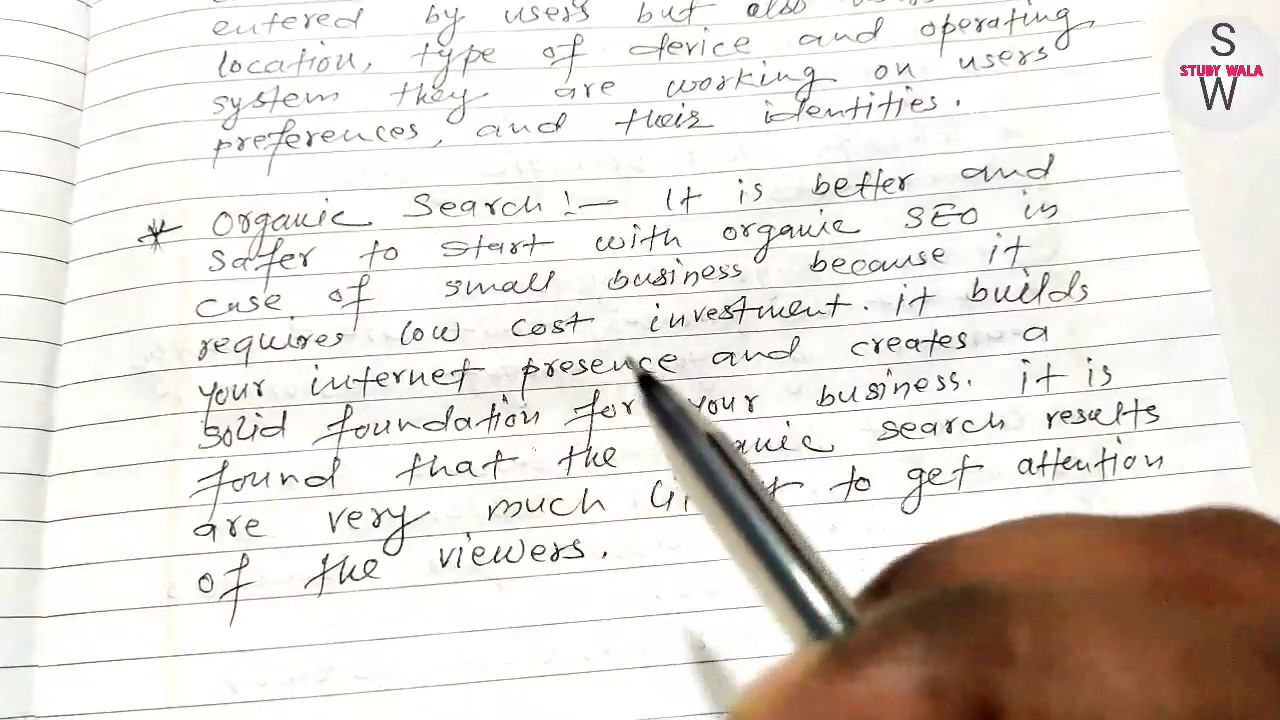 entered by users but also
location, type of device and operating
system they are working on users
preferences, and their identities.
* Organic Search:- It is better and
safer to start with organic SEO in
case of small business because it
requires low cost investment. it builds
your internet presence and creates a
solid foundation for your business. it is
found that the search results
are very much to get attention
of the viewers.
S
STUDY WALA
W